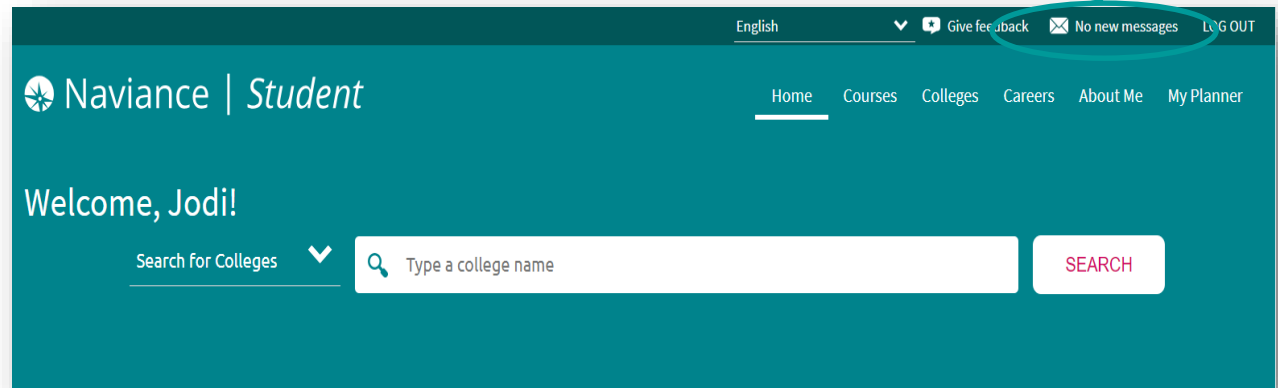 English Give feedback No new messages LOG OUT
Naviance | Student
Home Courses Colleges Careers About Me My Planner
Welcome, Jodi!
Search for Colleges Type a college name SEARCH